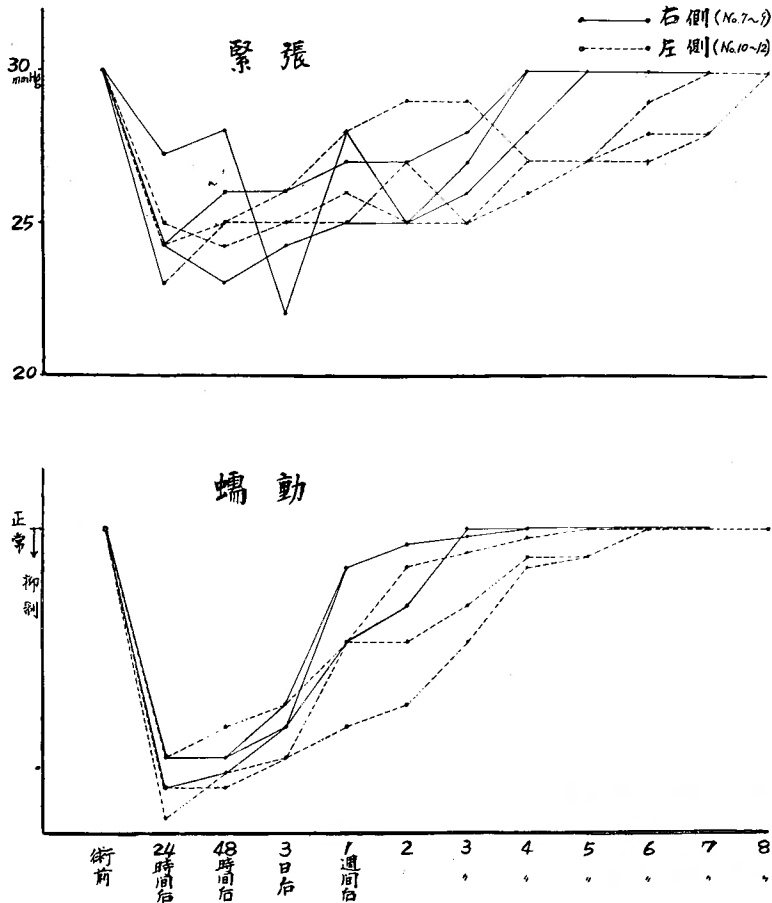 右側 (No.7~9)
左側 (No.10~12)
緊張
30
mmHg
25
20
蠕動
正常
抑制
術前
24時間后
48時間后
3日后
1週間后
2 〃
3 〃
4 〃
5 〃
6 〃
7 〃
8 〃